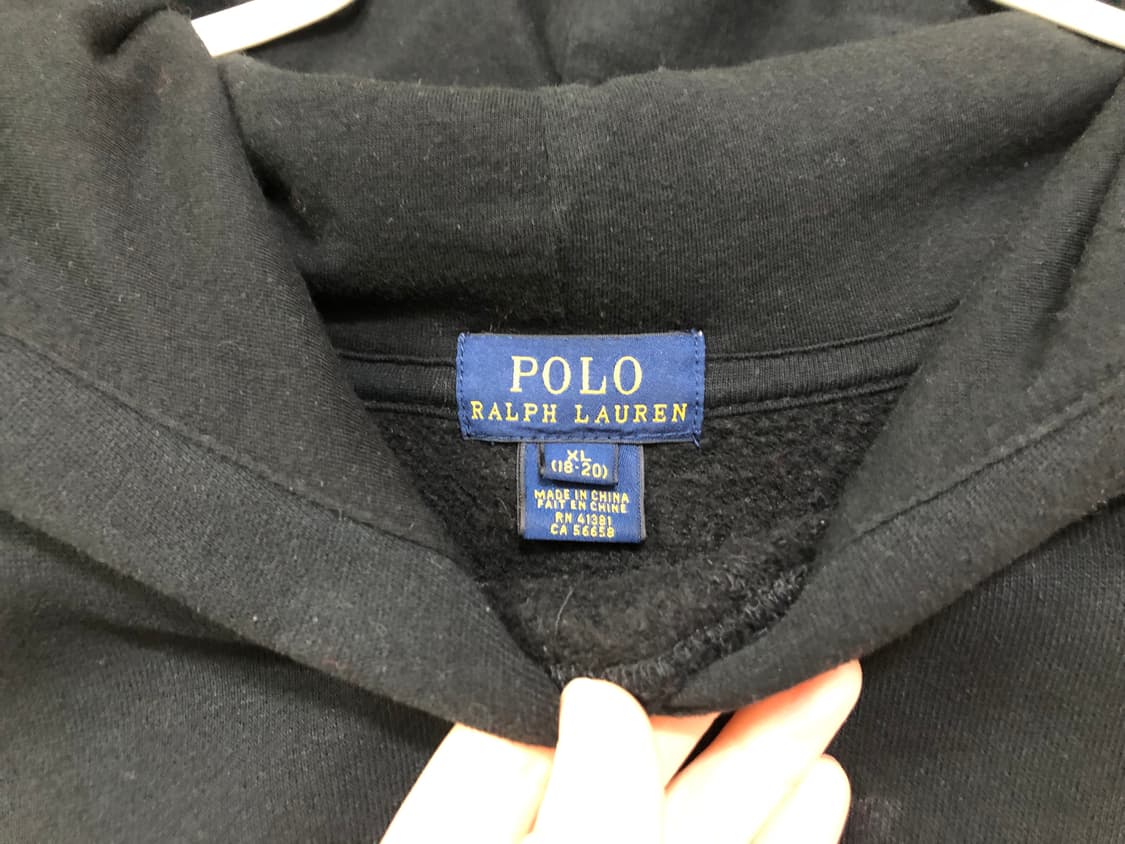 POLO
RALPH LAUREN
XL
(18-20)
MADE IN CHINA
FAIT EN CHINE
RN 41381
CA 56658